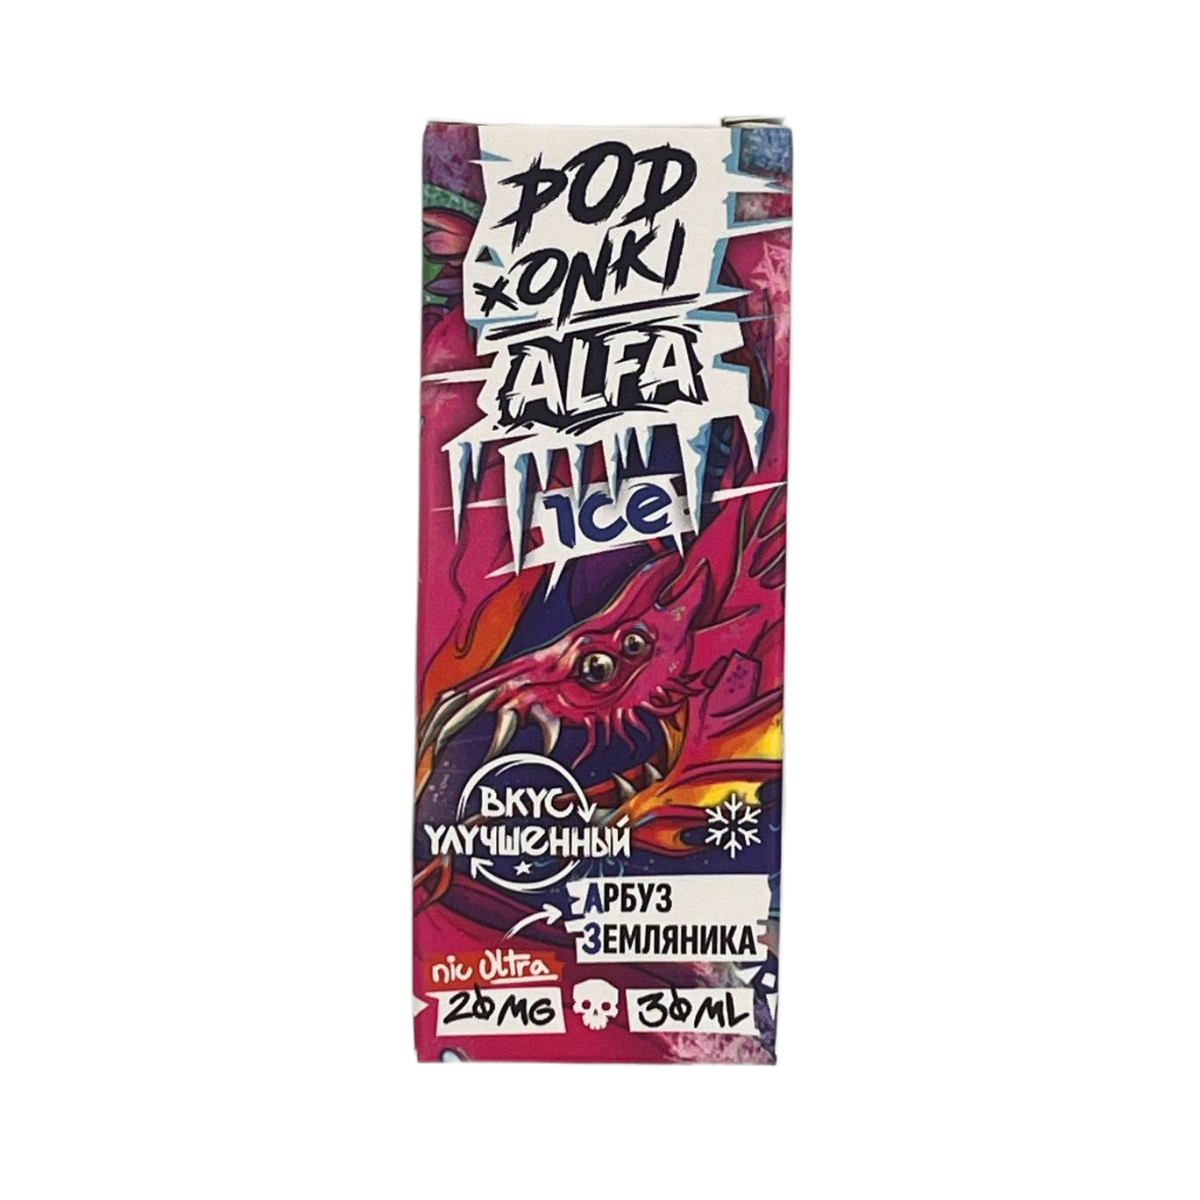 POD
XONKI
ALFA
ice
ВКУС
УЛУЧШЕННЫЙ
АРБУЗ
ЗЕМЛЯНИКА
nic Ultra
20MG
30ML